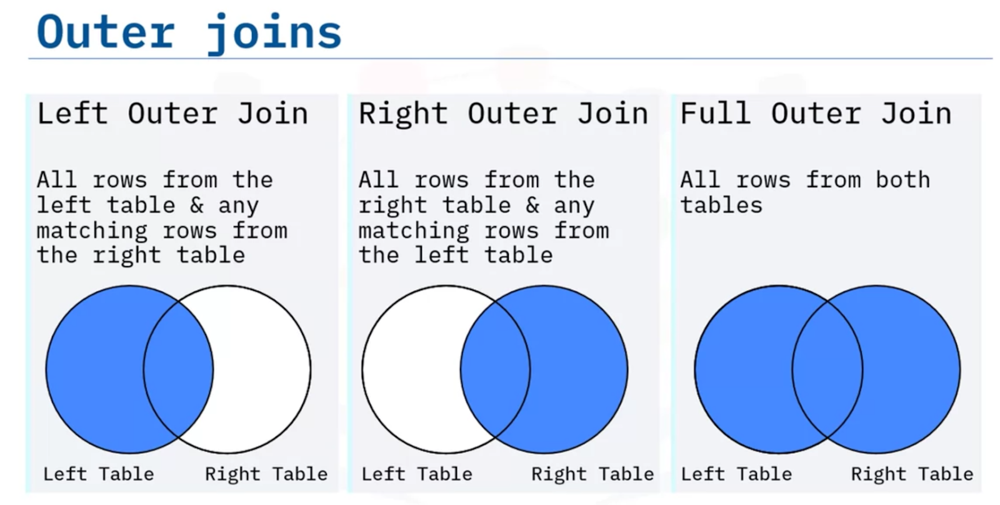 Outer joins
Left Outer Join
All rows from the
left table & any
matching rows from
the right table
Left Table Right Table
Right Outer Join
All rows from the
right table & any
matching rows from
the left table
Left Table Right Table
Full Outer Join
All rows from both
tables
Left Table Right Table